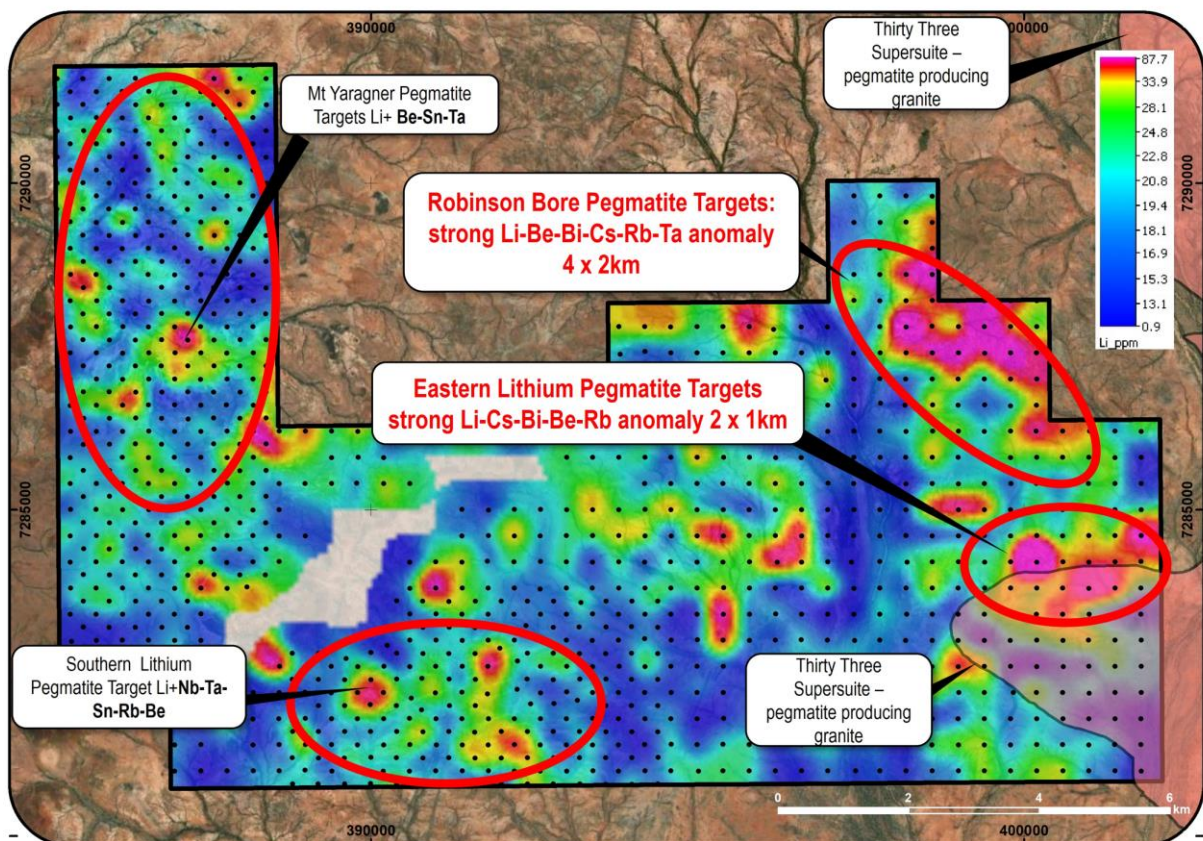 390000
Thirty Three
Supersuite –
pegmatite producing
granite
Mt Yaragner Pegmatite
Targets Li+ Be-Sn-Ta
87.7
33.9
28.1
24.8
22.8
21.1
19.8
18.4
16.9
15.3
13.1
0.9
Li_ppm
7290000
7290000
Robinson Bore Pegmatite Targets:
strong Li-Be-Bi-Cs-Rb-Ta anomaly
4 x 2km
Eastern Lithium Pegmatite Targets
strong Li-Cs-Bi-Be-Rb anomaly 2 x 1km
7285000
7285000
Southern Lithium
Pegmatite Target Li+Nb-Ta-
Sn-Rb-Be
Thirty Three
Supersuite –
pegmatite producing
granite
0 2 4 6
km
390000
400000